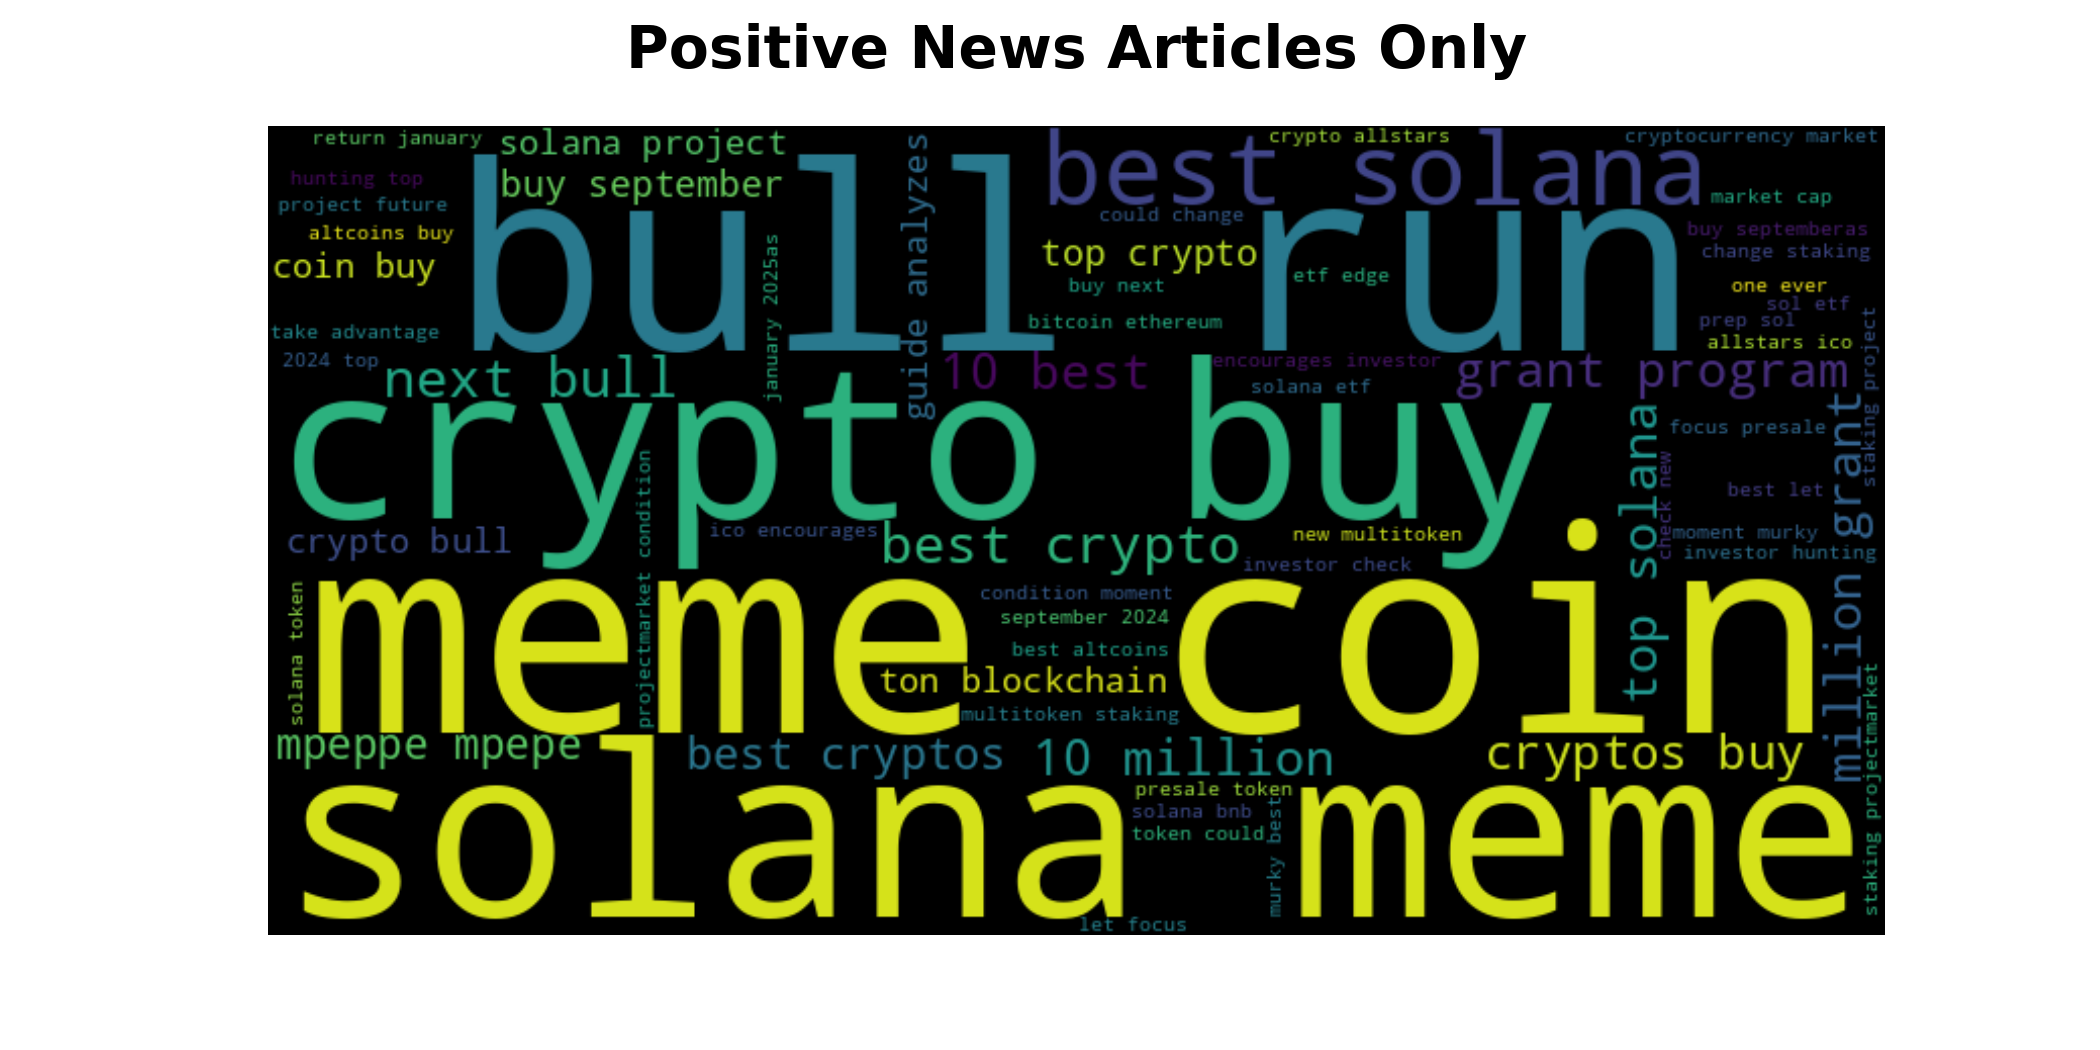 Positive News Articles Only
return january
solana project
crypto allstars
cryptocurrency market
hunting top
buy september
best solana
project future
guide analyzes
could change
market cap
altcoins buy
bull run
top crypto
buy septemberas
coin buy
january 2025as
etf edge
change staking
buy next
one ever
sol etf
take advantage
bitcoin ethereum
prep sol
2024 top
allstars ico
next bull
10 best
encourages investor
grant program
solana etf
staking project
crypto buy
top solana
focus presale
million grant
projectmarket condition
check new
best let
crypto bull
ico encourages
best crypto
new multitoken
moment murky
investor hunting
investor check
solana token
meme coin
condition moment
september 2024
best altcoins
ton blockchain
multitoken staking
mpeppe mpepe
best cryptos
10 million
cryptos buy
staking projectmarket
solana meme
presale token
solana bnb
token could
murky best
let focus